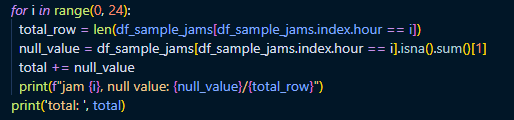 for i in range(0, 24):
  total_row = len(df_sample_jams[df_sample_jams.index.hour == i])
  null_value = df_sample_jams[df_sample_jams.index.hour == i].isna().sum()[1]
  total += null_value
  print(f"jam {i}, null value: {null_value}/{total_row}")
print('total: ', total)